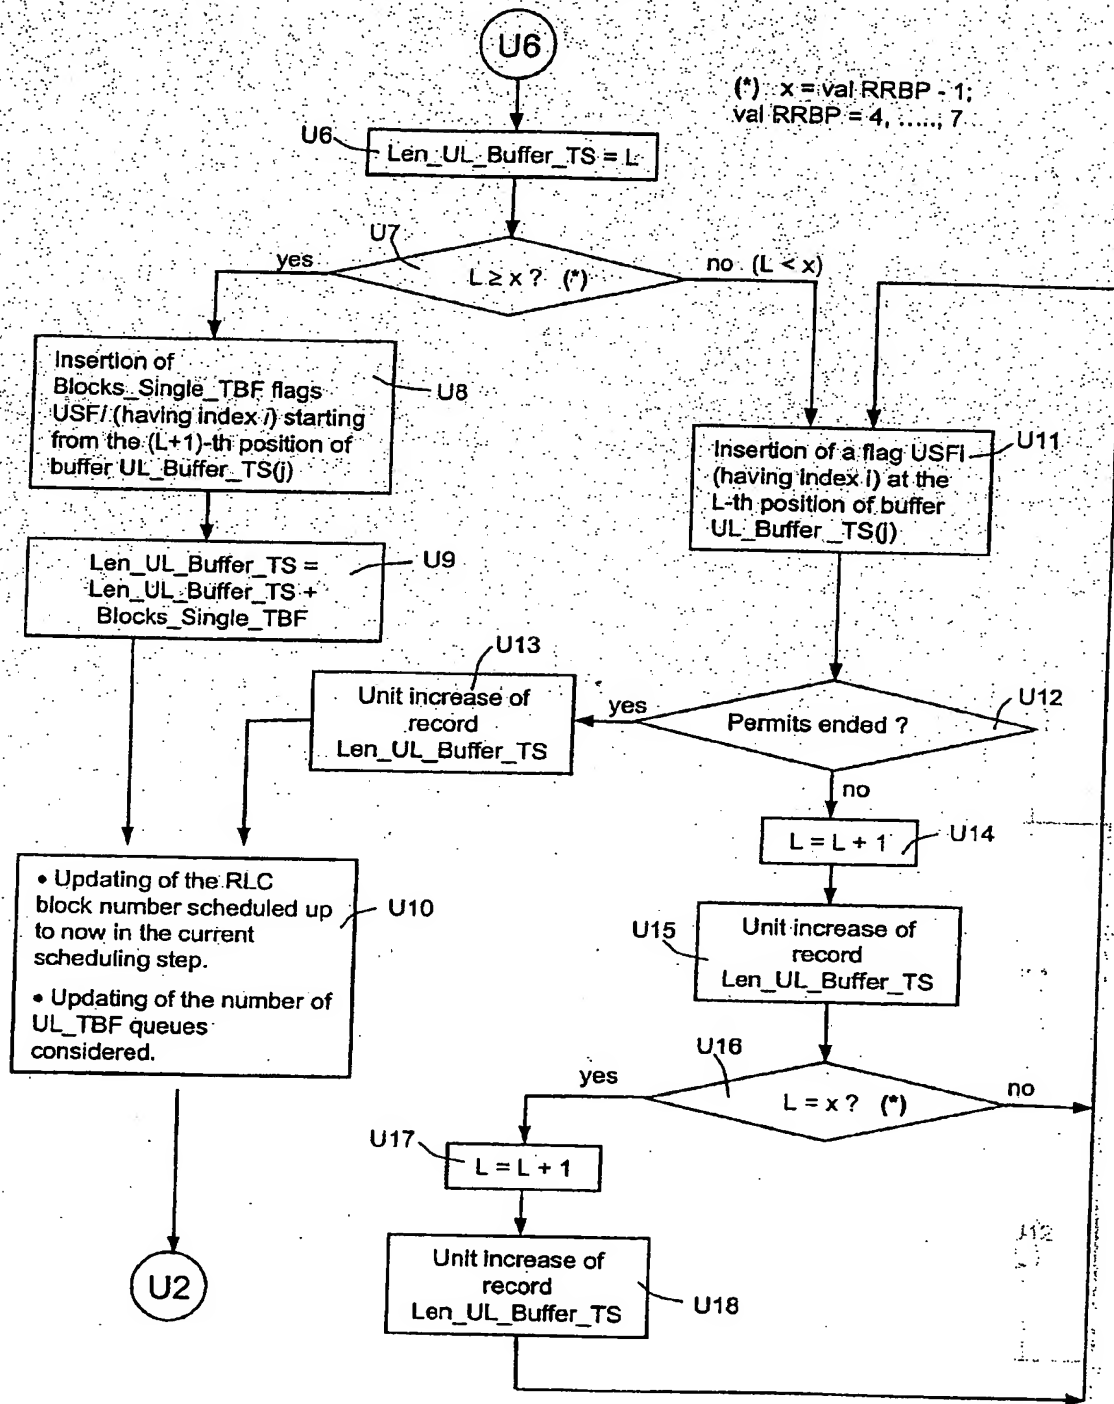 U6
(*) x = val RRBP - 1;
val RRBP = 4, ....., 7
U6
Len_UL_Buffer_TS = L
U7
yes
L ≥ x ? (*)
no (L < x)
Insertion of
Blocks_Single_TBF flags
USFi (having index i) starting
from the (L+1)-th position of
buffer UL_Buffer_TS(j)
U8
Insertion of a flag USFi
(having index i) at the
L-th position of buffer
UL_Buffer_TS(j)
U11
Len_UL_Buffer_TS =
Len_UL_Buffer_TS +
Blocks_Single_TBF
U9
U13
Unit increase of
record
Len_UL_Buffer_TS
yes
Permits ended ?
U12
no
L = L + 1
U14
• Updating of the RLC
block number scheduled up
to now in the current
scheduling step.
• Updating of the number of
UL_TBF queues
considered.
U10
U15
Unit increase of
record
Len_UL_Buffer_TS
U16
yes
L = x ? (*)
no
U17
L = L + 1
U2
Unit increase of
record
Len_UL_Buffer_TS
U18